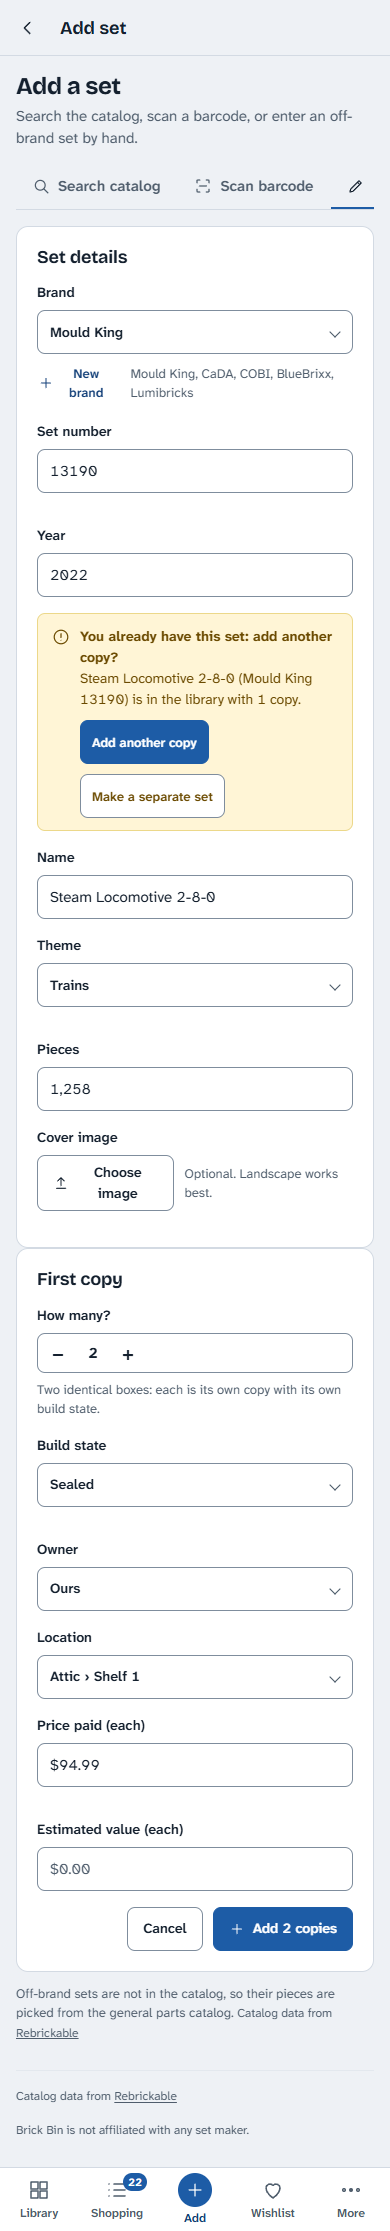 Add set
Add a set
Search the catalog, scan a barcode, or enter an off-
brand set by hand.
Search catalog
Scan barcode
Set details
Brand
Mould King
New
brand
Mould King, CaDA, COBI, BlueBrixx,
Lumibricks
Set number
13190
Year
2022
You already have this set: add another
copy?
Steam Locomotive 2-8-0 (Mould King
13190) is in the library with 1 copy.
Add another copy
Make a separate set
Name
Steam Locomotive 2-8-0
Theme
Trains
Pieces
1,258
Cover image
Choose
image
Optional. Landscape works
best.
First copy
How many?
− 2 +
Two identical boxes: each is its own copy with its own
build state.
Build state
Sealed
Owner
Ours
Location
Attic › Shelf 1
Price paid (each)
$94.99
Estimated value (each)
$0.00
Cancel
+ Add 2 copies
Off-brand sets are not in the catalog, so their pieces are
picked from the general parts catalog. Catalog data from
Rebrickable
Catalog data from Rebrickable
Brick Bin is not affiliated with any set maker.
22
Library
Shopping
Add
Wishlist
More